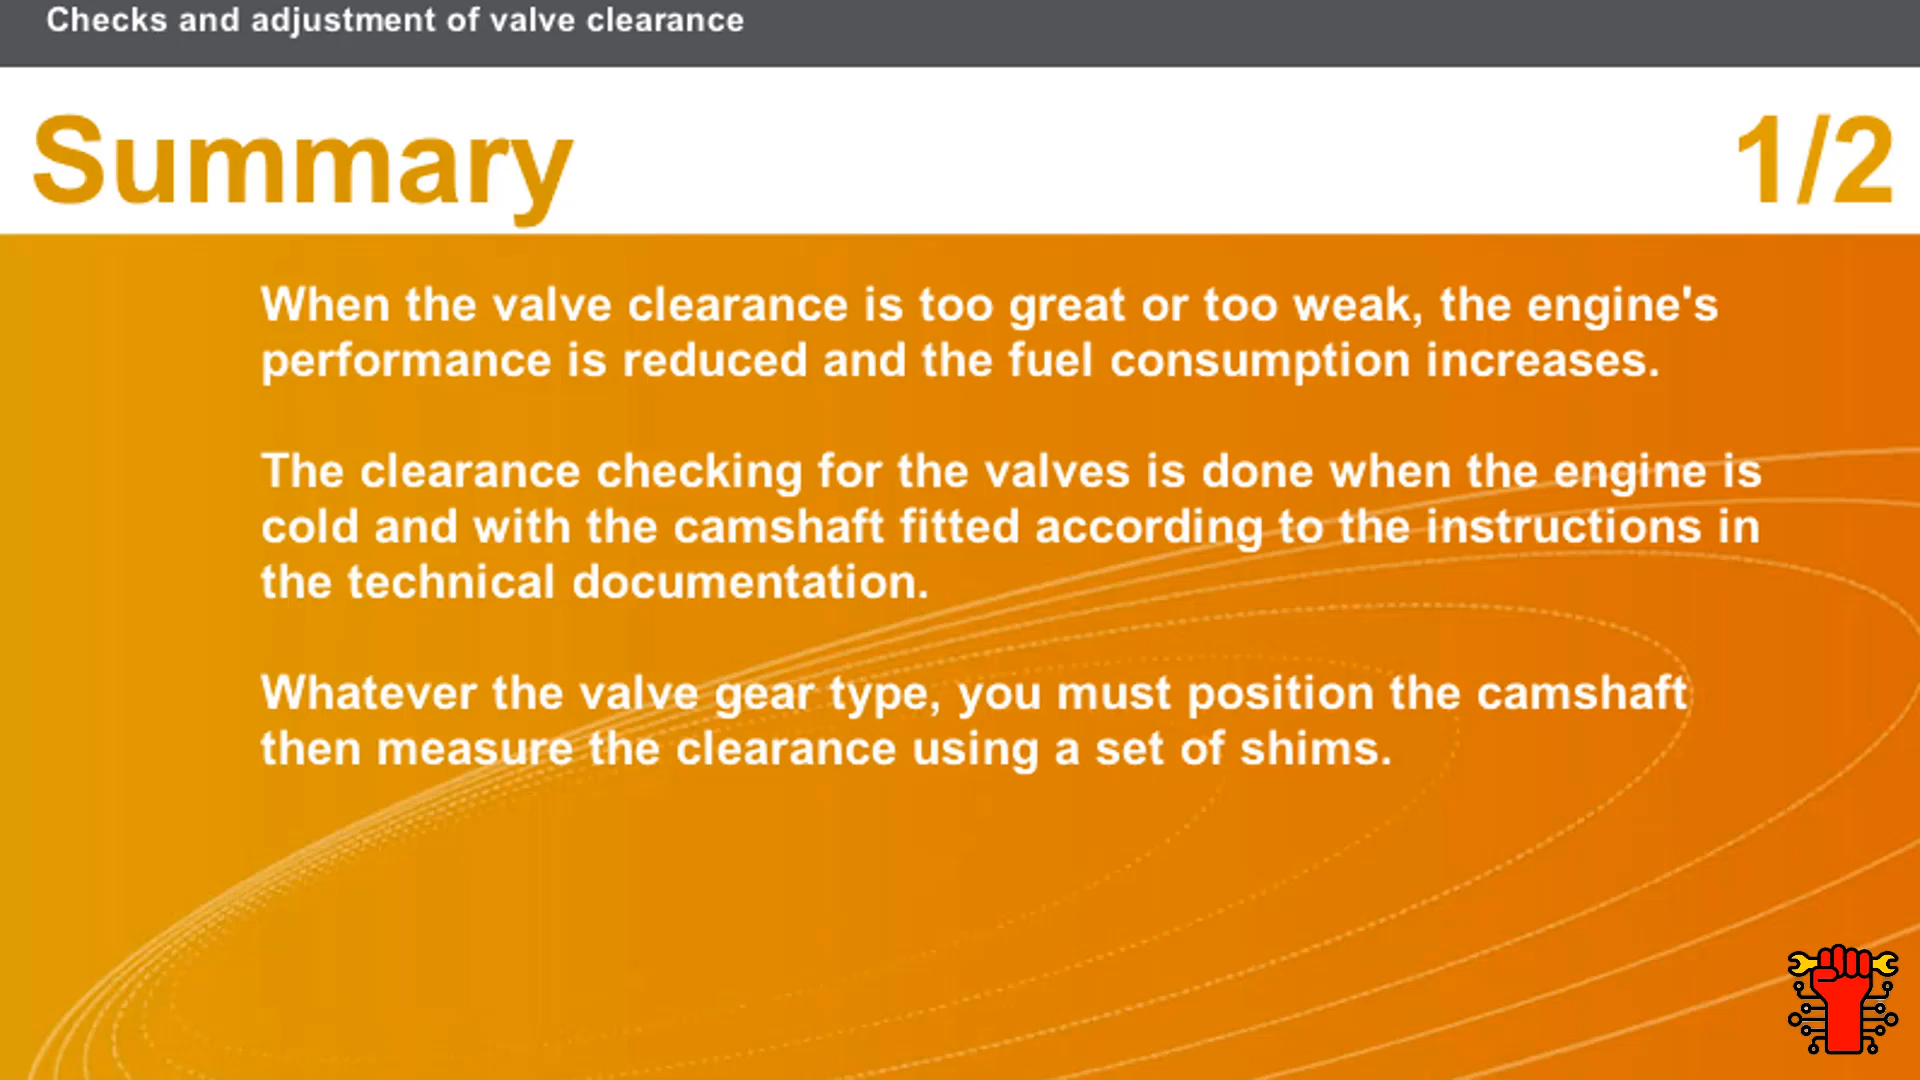 Checks and adjustment of valve clearance
Summary
1/2
When the valve clearance is too great or too weak, the engine's
performance is reduced and the fuel consumption increases.
The clearance checking for the valves is done when the engine is
cold and with the camshaft fitted according to the instructions in
the technical documentation.
Whatever the valve gear type, you must position the camshaft
then measure the clearance using a set of shims.